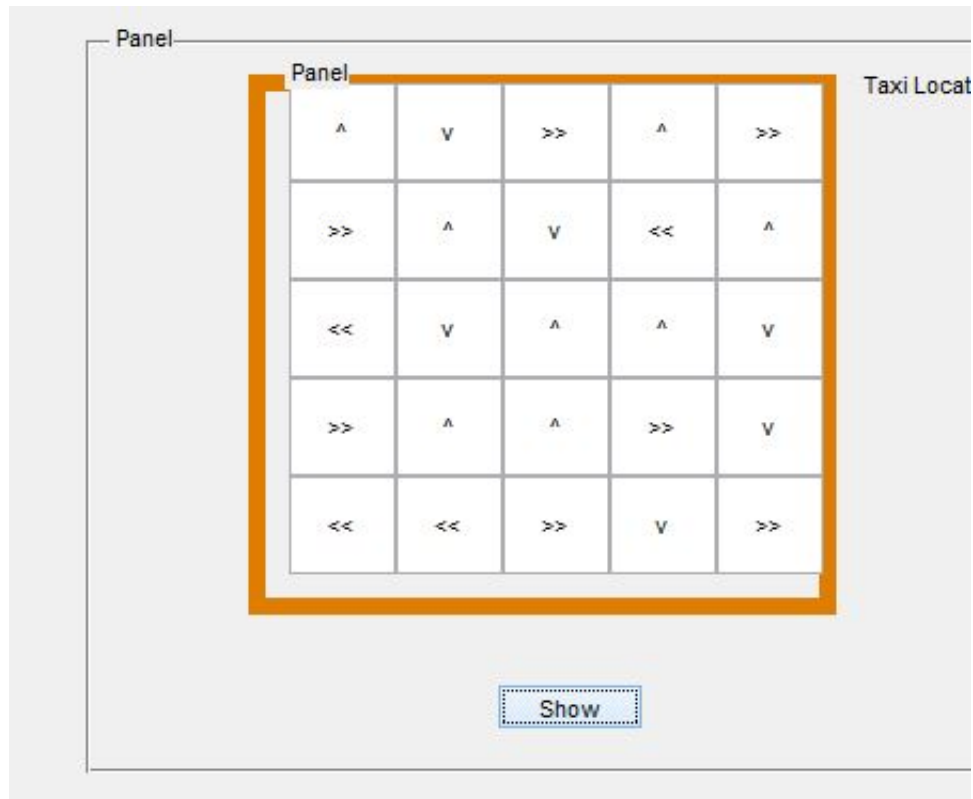 Panel
Panel
Taxi Locat
^ v >> ^ >>
>> ^ v << ^
<< v ^ ^ v
>> ^ ^ >> v
<< << >> v >>
Show